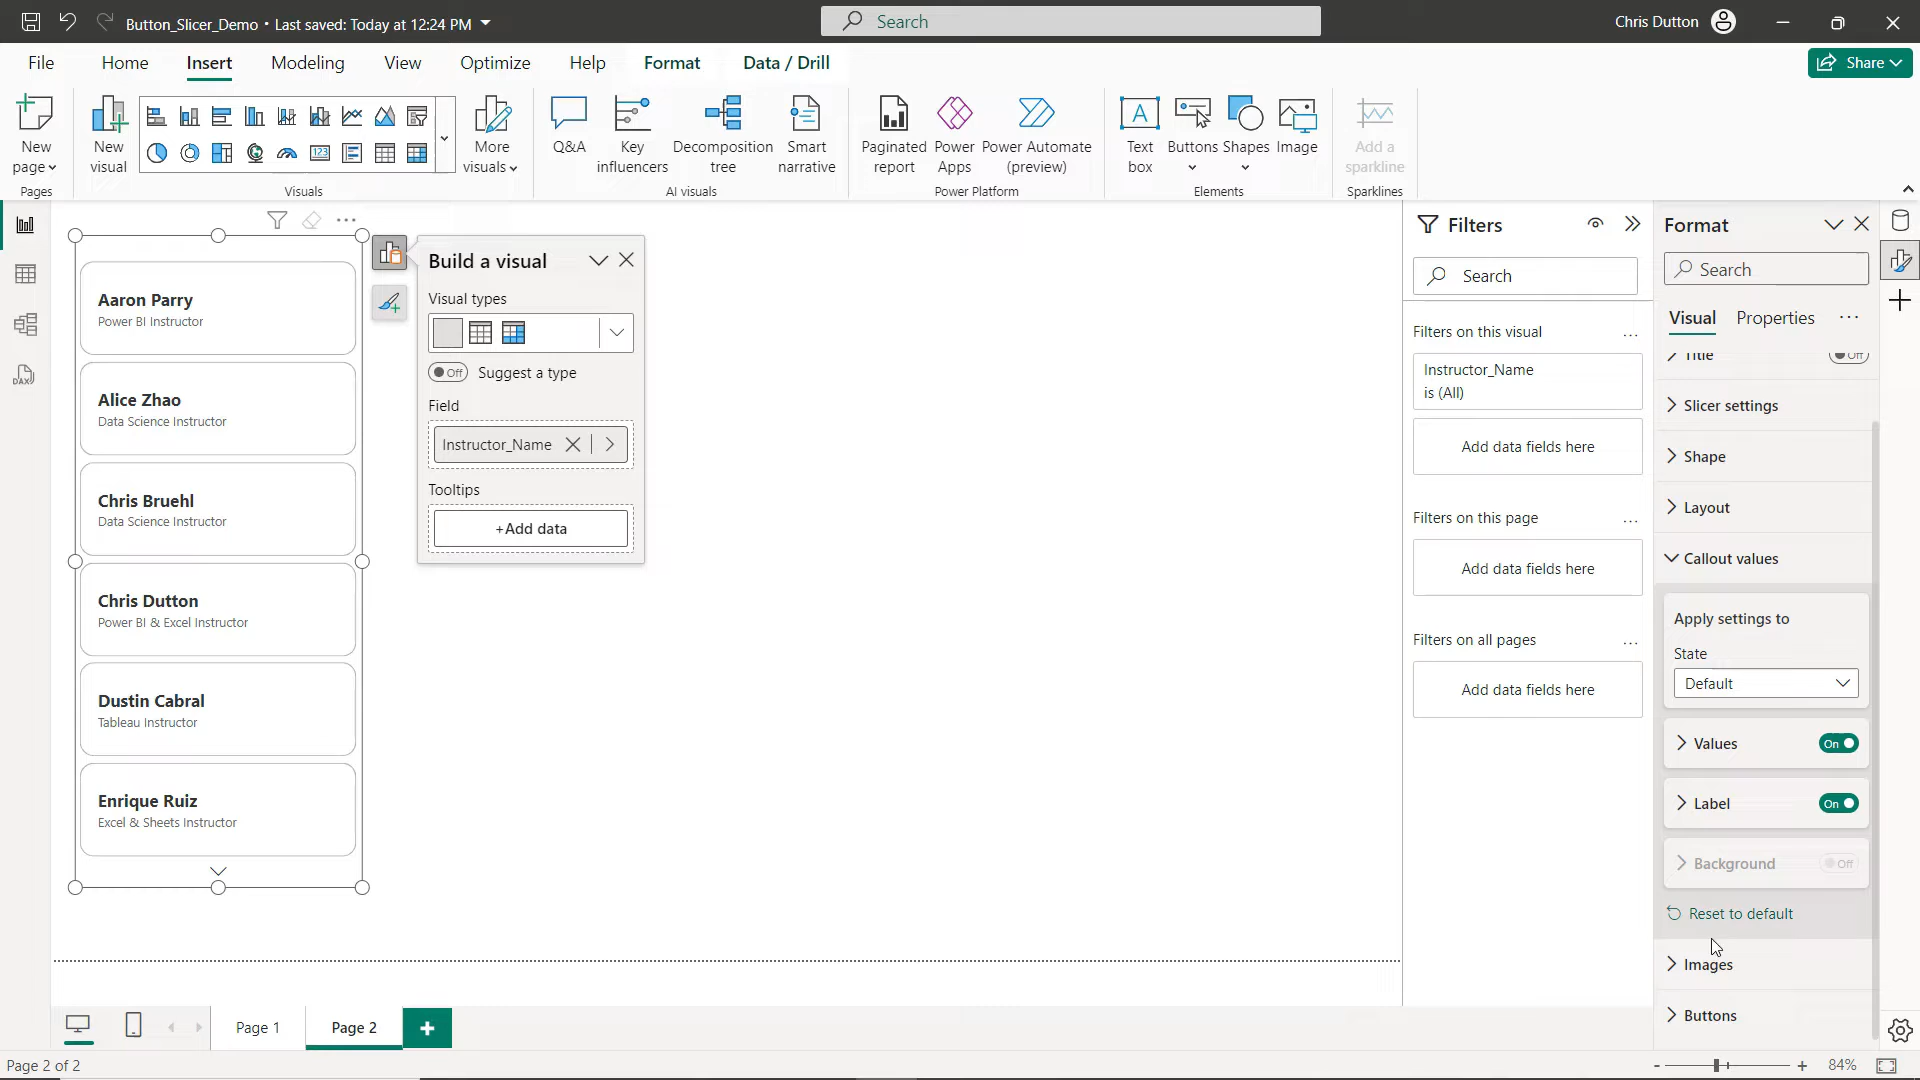 Button_Slicer_Demo • Last saved: Today at 12:24 PM
Search
Chris Dutton
File
Home
Insert
Modeling
View
Optimize
Help
Format
Data / Drill
Share
New
page
Pages
New
visual
123
Visuals
More
visuals
Q&A
Key
influencers
Decomposition
tree
Smart
narrative
AI visuals
Paginated
report
Power
Apps
Power Automate
(preview)
Power Platform
A
Text
box
Buttons
Shapes
Image
Elements
Add a
sparkline
Sparklines
DAX
Aaron Parry
Power BI Instructor
Alice Zhao
Data Science Instructor
Chris Bruehl
Data Science Instructor
Chris Dutton
Power BI & Excel Instructor
Dustin Cabral
Tableau Instructor
Enrique Ruiz
Excel & Sheets Instructor
Build a visual
Visual types
Off
Suggest a type
Field
Instructor_Name
Tooltips
+Add data
Filters
Search
Filters on this visual
...
Instructor_Name
is (All)
Add data fields here
Filters on this page
...
Add data fields here
Filters on all pages
...
Add data fields here
Format
Search
Visual
Properties
...
Title
Off
Slicer settings
Shape
Layout
Callout values
Apply settings to
State
Default
Values
On
Label
On
Background
Off
Reset to default
Images
Buttons
Page 1
Page 2
+
Page 2 of 2
-
+
84%